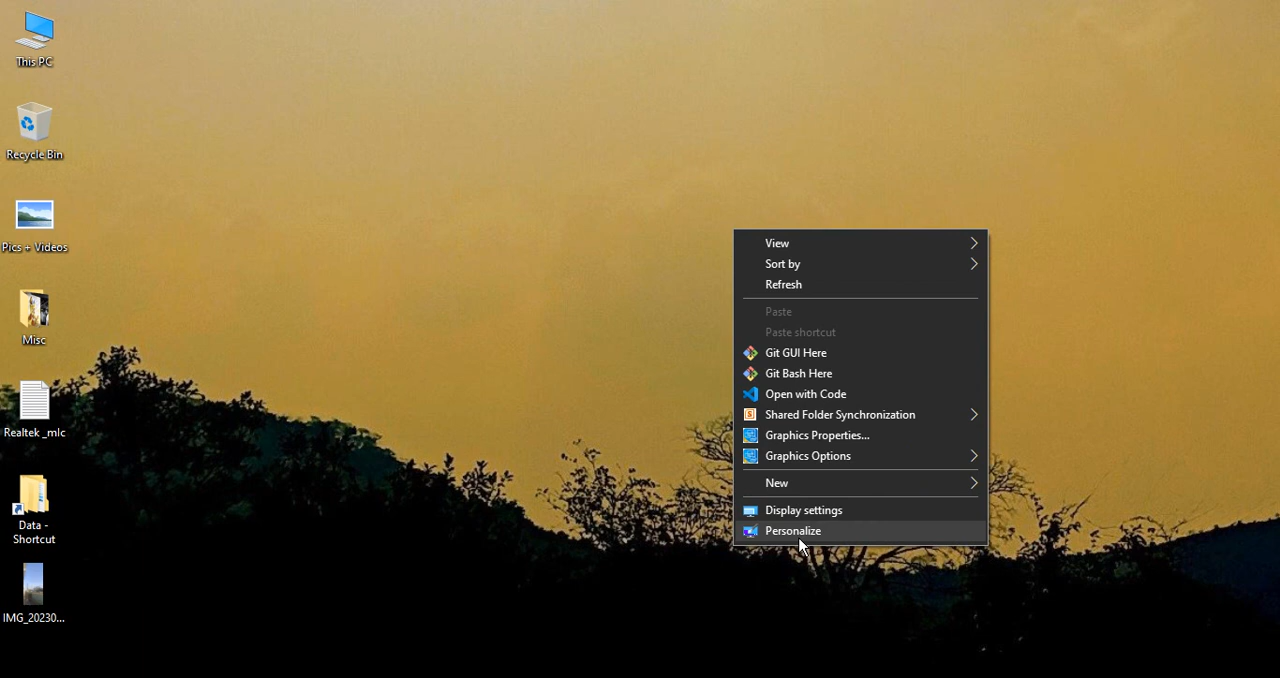 This PC
Recycle Bin
Pics + Videos
Misc
Realtek _mlc
Data -
Shortcut
IMG_20230...
View
Sort by
Refresh
Paste
Paste shortcut
Git GUI Here
Git Bash Here
Open with Code
Shared Folder Synchronization
Graphics Properties...
Graphics Options
New
Display settings
Personalize